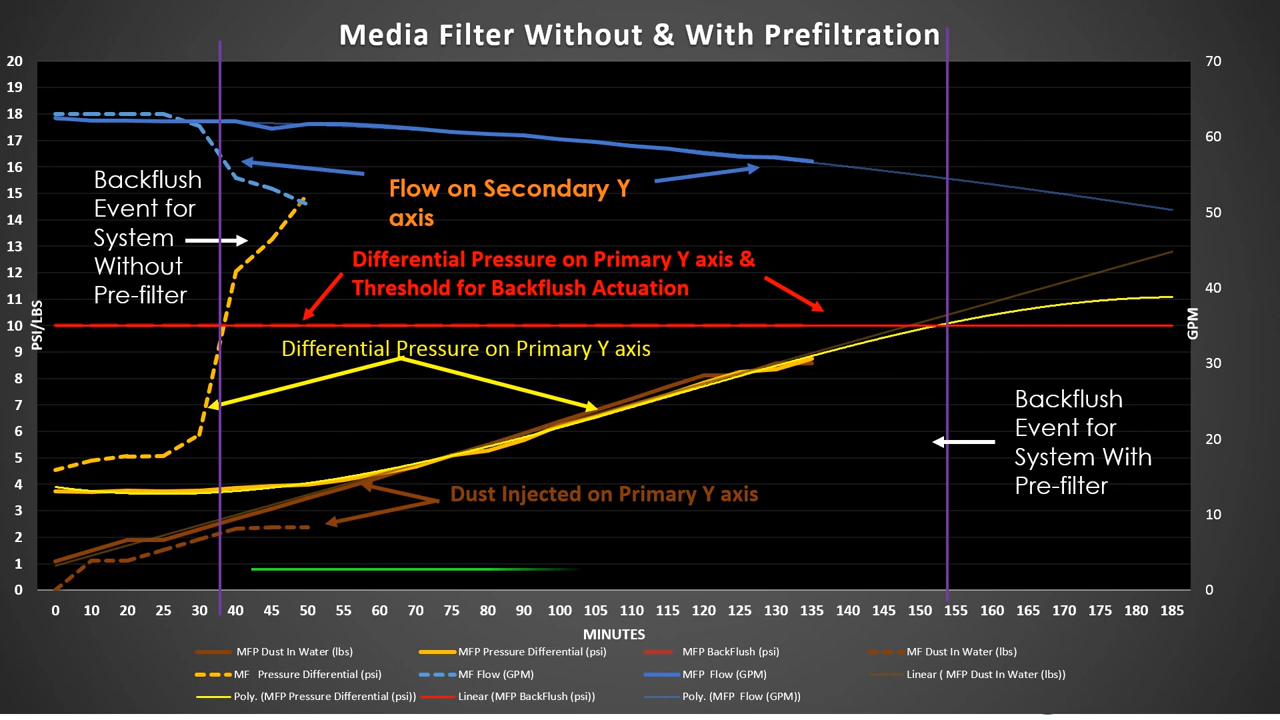 Media Filter Without & With Prefiltration
20
19
18
17
16
15
14
13
12
11
10
9
8
7
6
5
4
3
2
1
0
PSI/LBS
70
60
50
40
30
20
10
0
GPM
Backflush
Event for
System
Without
Pre-filter
Flow on Secondary Y
axis
Differential Pressure on Primary Y axis &
Threshold for Backflush Actuation
Differential Pressure on Primary Y axis
Backflush
Event for
System With
Pre-filter
Dust Injected on Primary Y axis
0 10 20 25 30 40 45 50 55 60 70 75 80 90 100 105 110 115 120 125 130 135 140 145 150 155 160 165 170 175 180 185
MINUTES
MFP Dust In Water (lbs) MFP Pressure Differential (psi) MFP BackFlush (psi) MF Dust In Water (lbs)
MF Pressure Differential (psi) MF Flow (GPM) MFP Flow (GPM) Linear ( MFP Dust In Water (lbs))
Poly. (MFP Pressure Differential (psi)) Linear (MFP BackFlush (psi)) Poly. (MFP Flow (GPM))